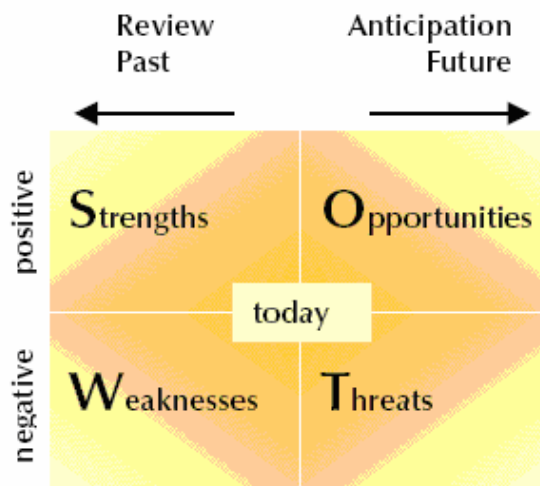 Review
Past
Anticipation
Future
positive
Strengths
Opportunities
today
negative
Weaknesses
Threats